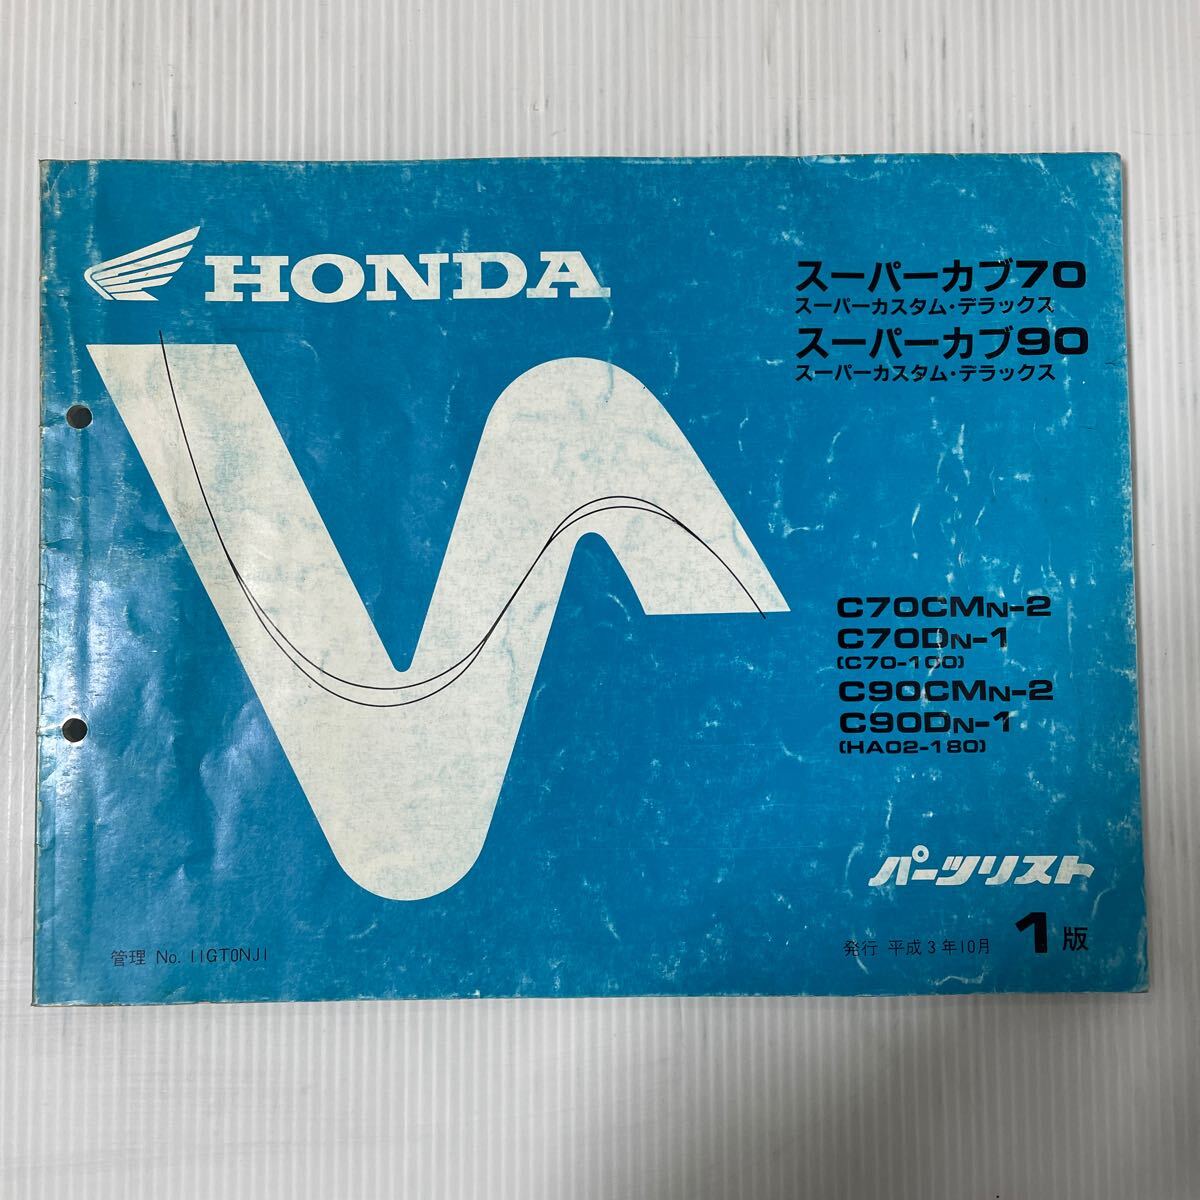 HONDA
スーパーカブ70
スーパーカスタム・デラックス
スーパーカブ90
スーパーカスタム・デラックス
C70CMN-2
C70DN-1
(C70-100)
C90CMN-2
C90DN-1
(HA02-180)
パーツリスト
管理 No. 11GT0NJ1
発行 平成3年10月 1版